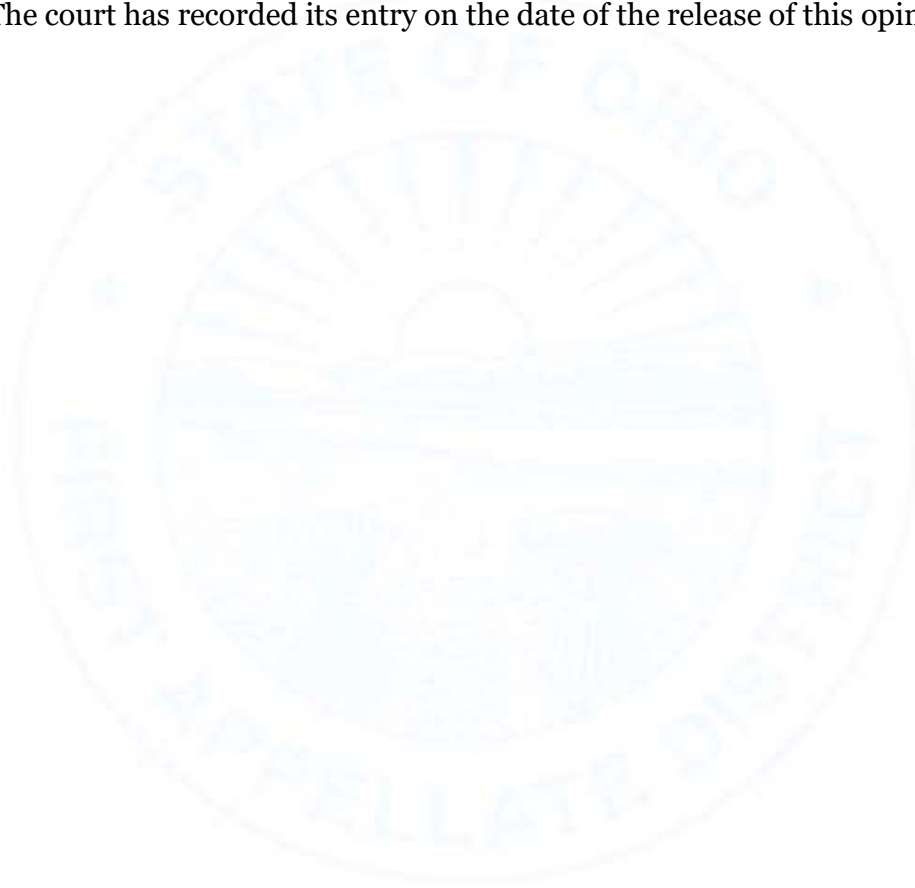 The court has recorded its entry on the date of the release of this opin
STATE OF OHIO
FIRST APPELLATE DISTRICT